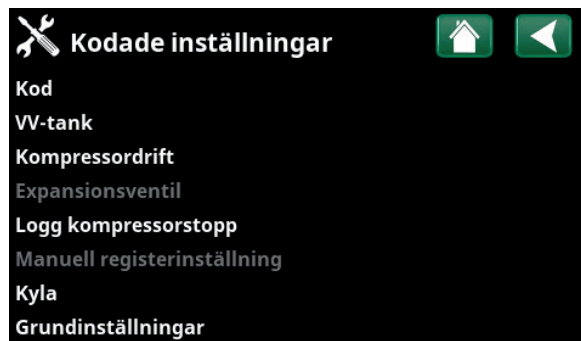 Kodade inställningar
Kod
VV-tank
Kompressordrift
Expansionsventil
Logg kompressorstopp
Manuell registerinställning
Kyla
Grundinställningar